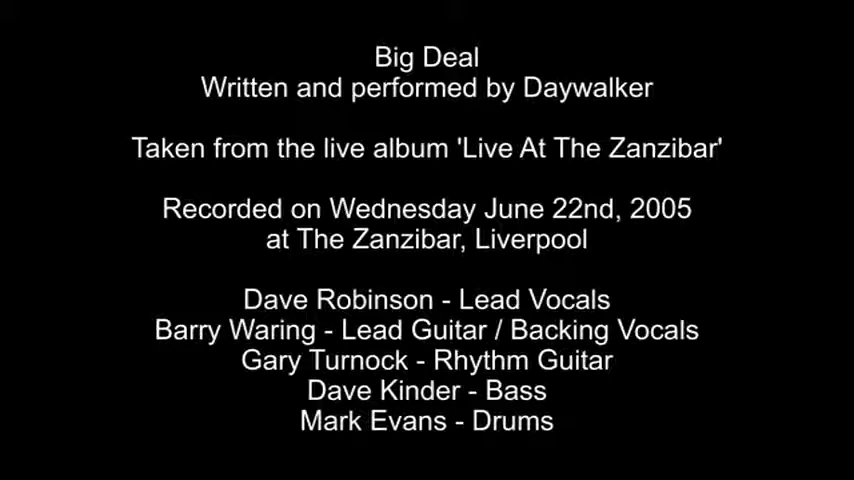 Big Deal
Written and performed by Daywalker
Taken from the live album 'Live At The Zanzibar'
Recorded on Wednesday June 22nd, 2005
at The Zanzibar, Liverpool
Dave Robinson - Lead Vocals
Barry Waring - Lead Guitar / Backing Vocals
Gary Turnock - Rhythm Guitar
Dave Kinder - Bass
Mark Evans - Drums